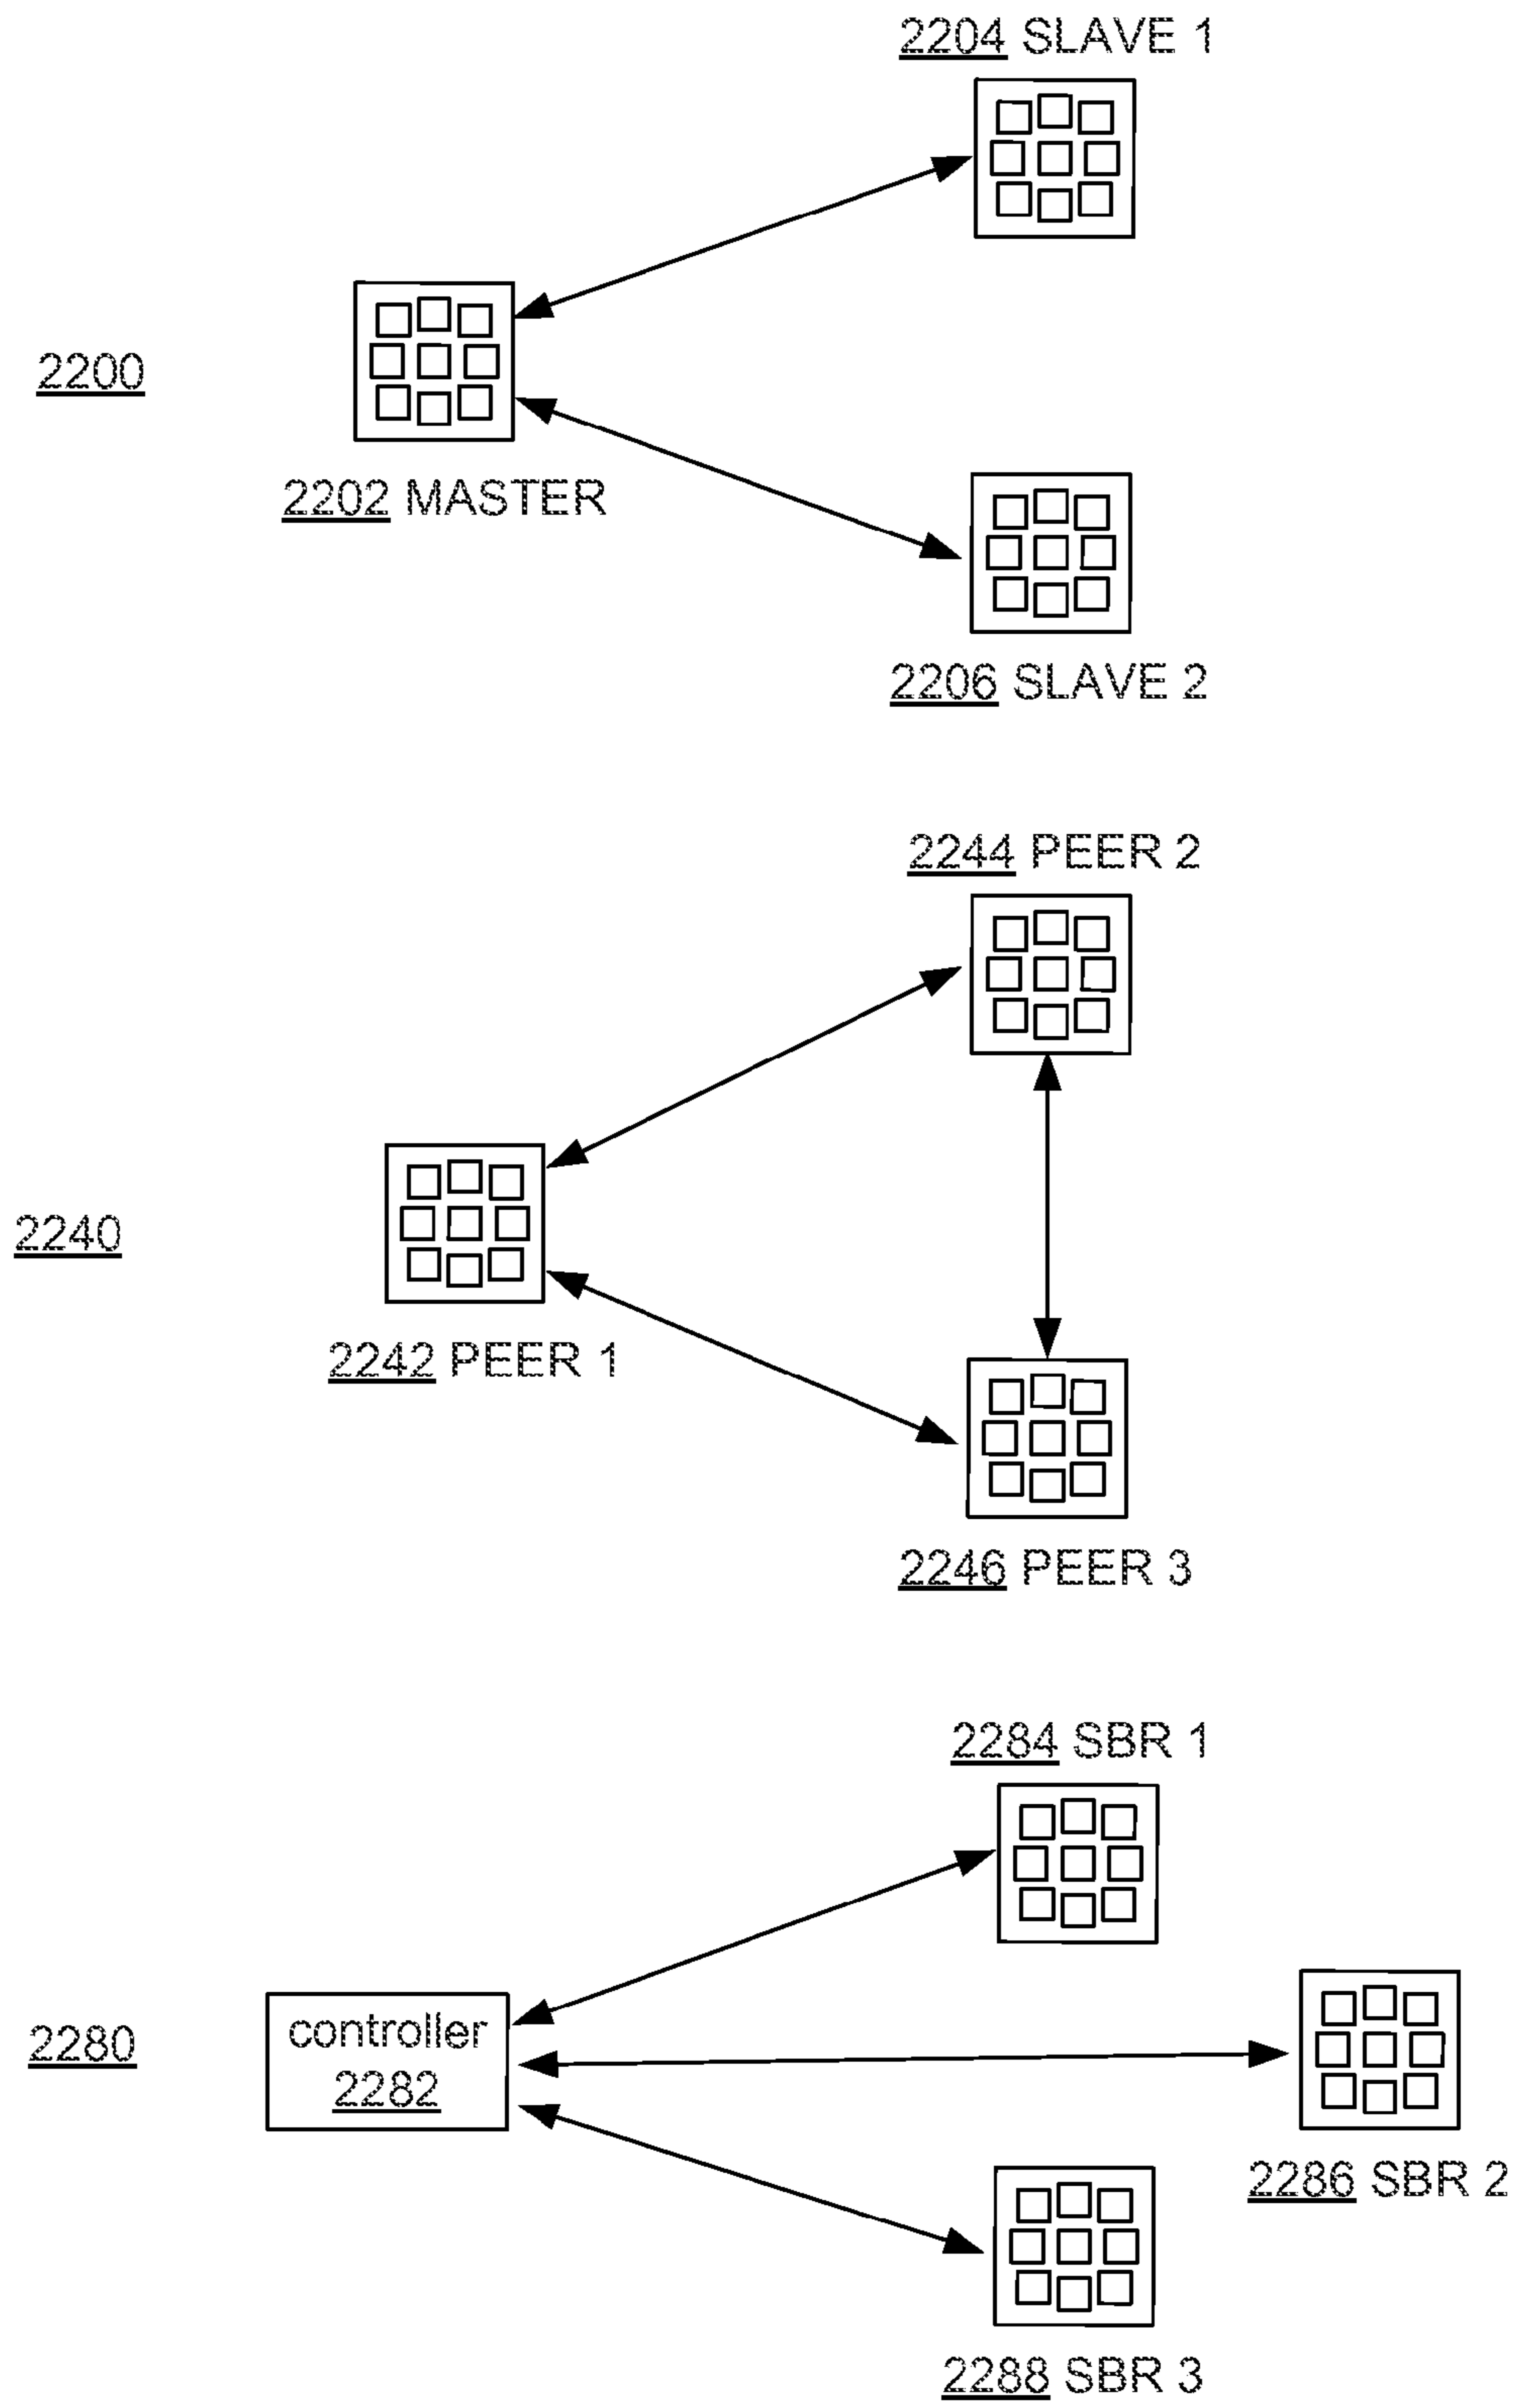 2204 SLAVE 1
2200
2202 MASTER
2206 SLAVE 2
2244 PEER 2
2240
2242 PEER 1
2246 PEER 3
2284 SBR 1
2280
controller
2282
2286 SBR 2
2288 SBR 3